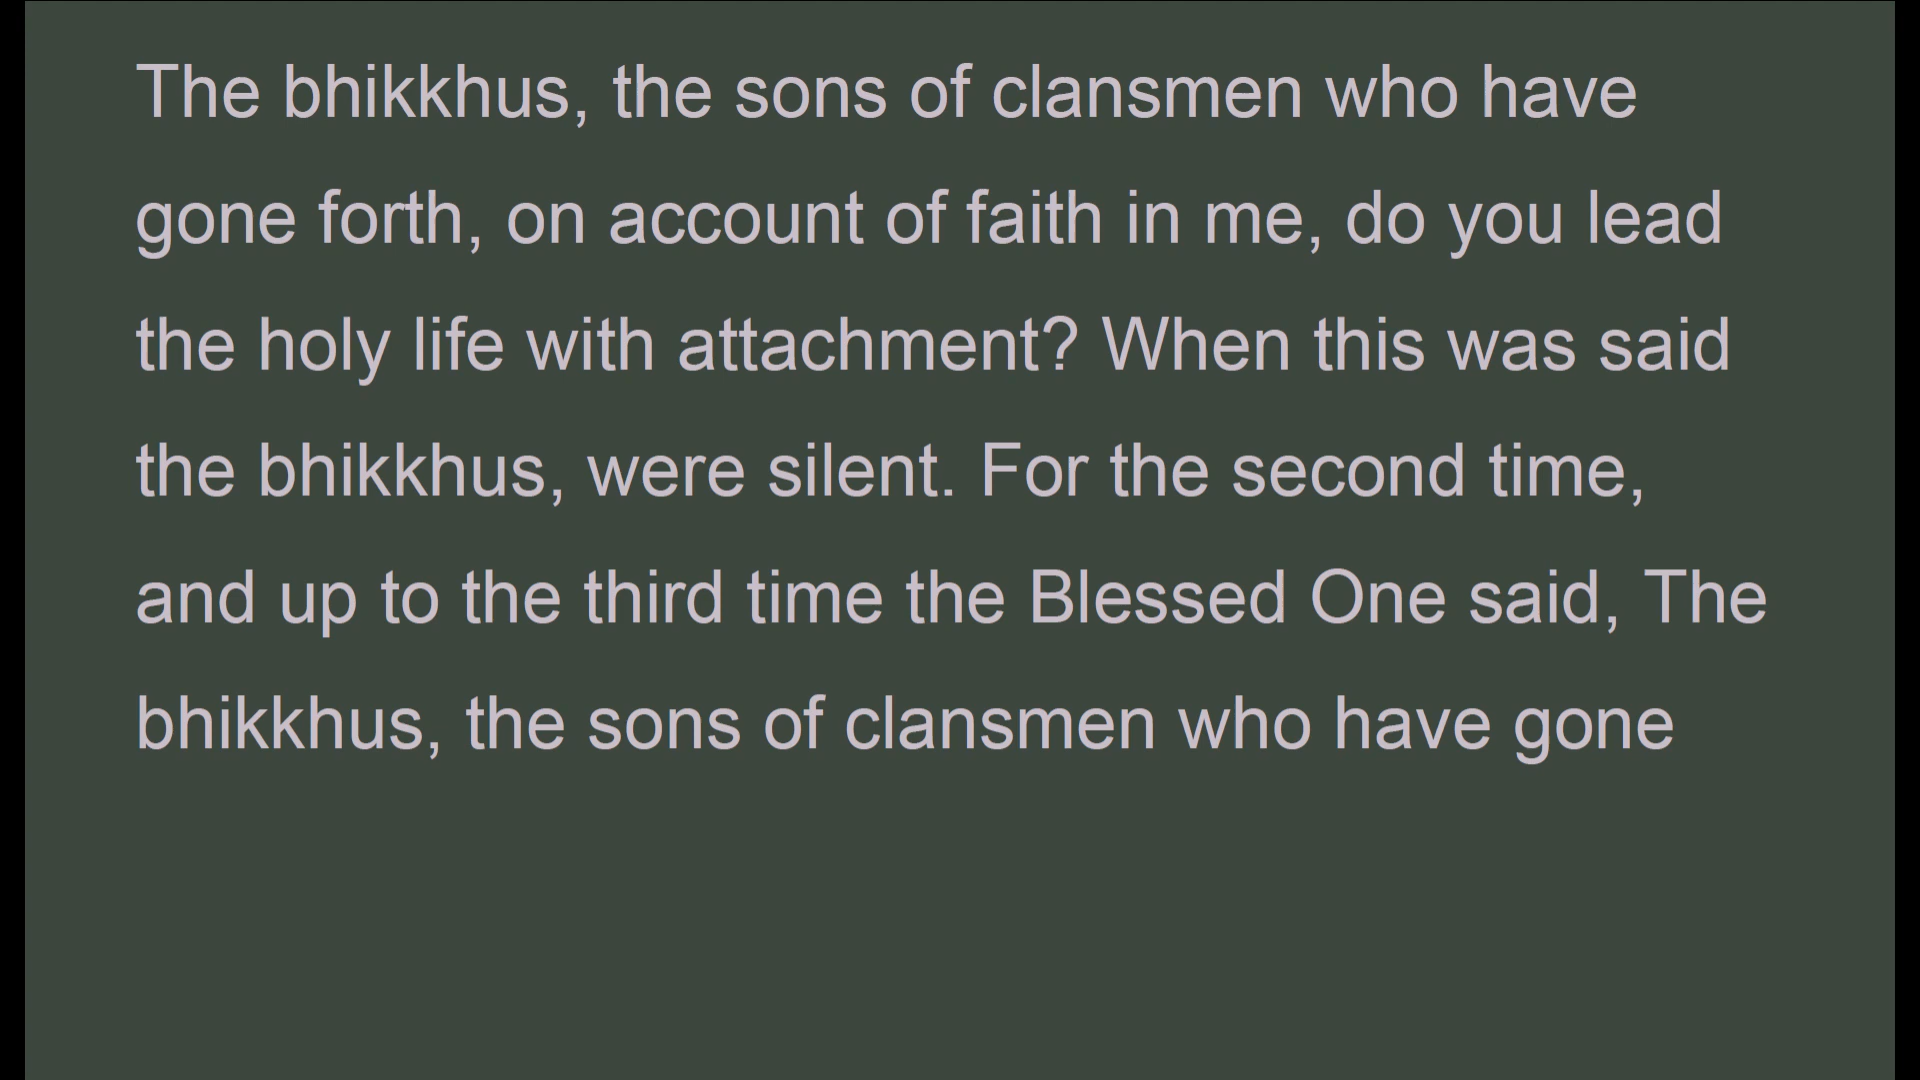 The bhikkhus, the sons of clansmen who have
gone forth, on account of faith in me, do you lead
the holy life with attachment? When this was said
the bhikkhus, were silent. For the second time,
and up to the third time the Blessed One said, The
bhikkhus, the sons of clansmen who have gone